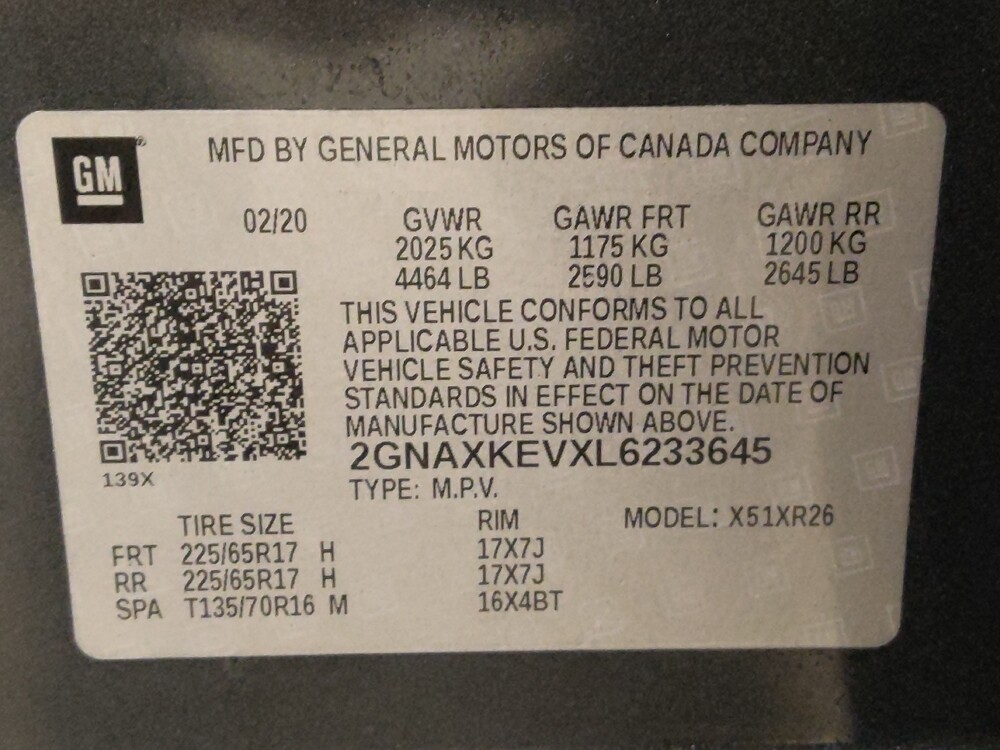 GM
MFD BY GENERAL MOTORS OF CANADA COMPANY
02/20 GVWR GAWR FRT GAWR RR
2025 KG 1175 KG 1200 KG
4464 LB 2590 LB 2645 LB
THIS VEHICLE CONFORMS TO ALL
APPLICABLE U.S. FEDERAL MOTOR
VEHICLE SAFETY AND THEFT PREVENTION
STANDARDS IN EFFECT ON THE DATE OF
MANUFACTURE SHOWN ABOVE.
2GNAXKEVXL6233645
139X
TYPE: M.P.V.
TIRE SIZE RIM MODEL: X51XR26
FRT 225/65R17 H 17X7J
RR 225/65R17 H 17X7J
SPA T135/70R16 M 16X4BT